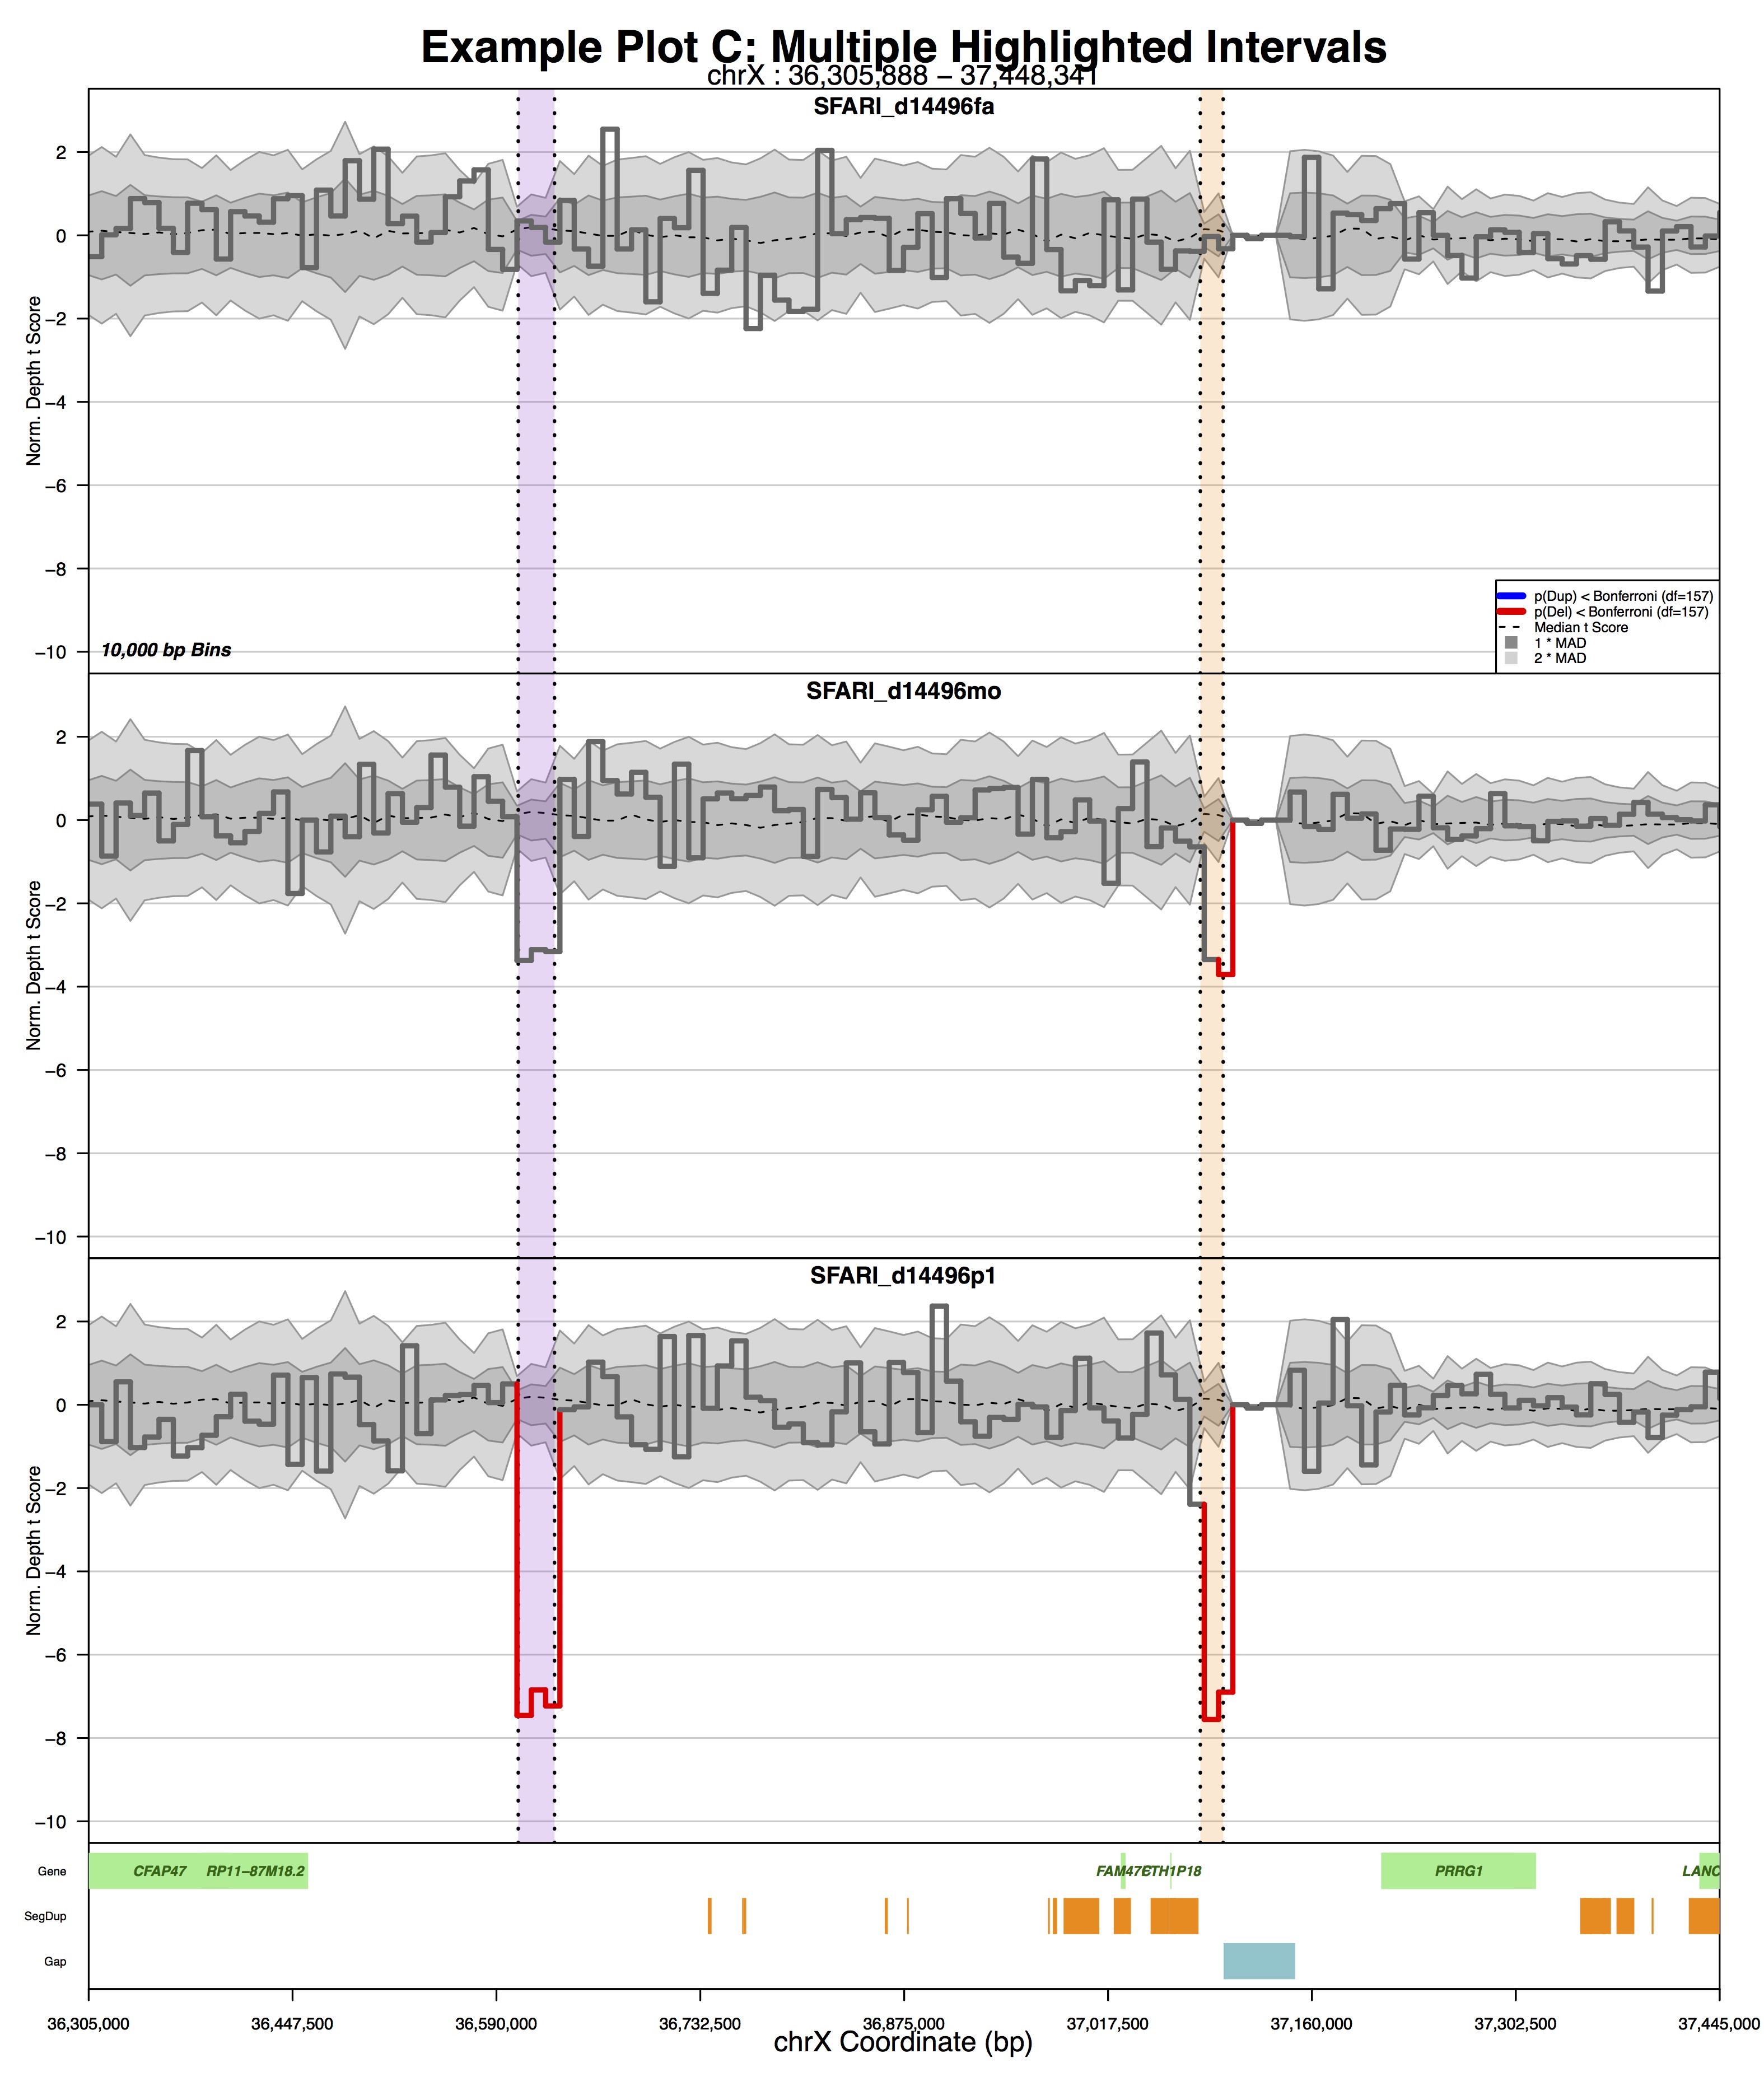 Example Plot C: Multiple Highlighted Intervals
chrX : 36,305,888 – 37,448,341
SFARI_d14496fa
Norm. Depth t Score
2
0
−2
−4
−6
−8
−10
10,000 bp Bins
p(Dup) < Bonferroni (df=157)
p(Del) < Bonferroni (df=157)
Median t Score
1 * MAD
2 * MAD
SFARI_d14496mo
Norm. Depth t Score
2
0
−2
−4
−6
−8
−10
SFARI_d14496p1
Norm. Depth t Score
2
0
−2
−4
−6
−8
−10
Gene
CFAP47 RP11−87M18.2 PRRG1
SegDup
Gap
36,305,000 36,447,500 36,590,000 36,732,500 36,875,000 37,017,500 37,160,000 37,302,500 37,445,000
chrX Coordinate (bp)